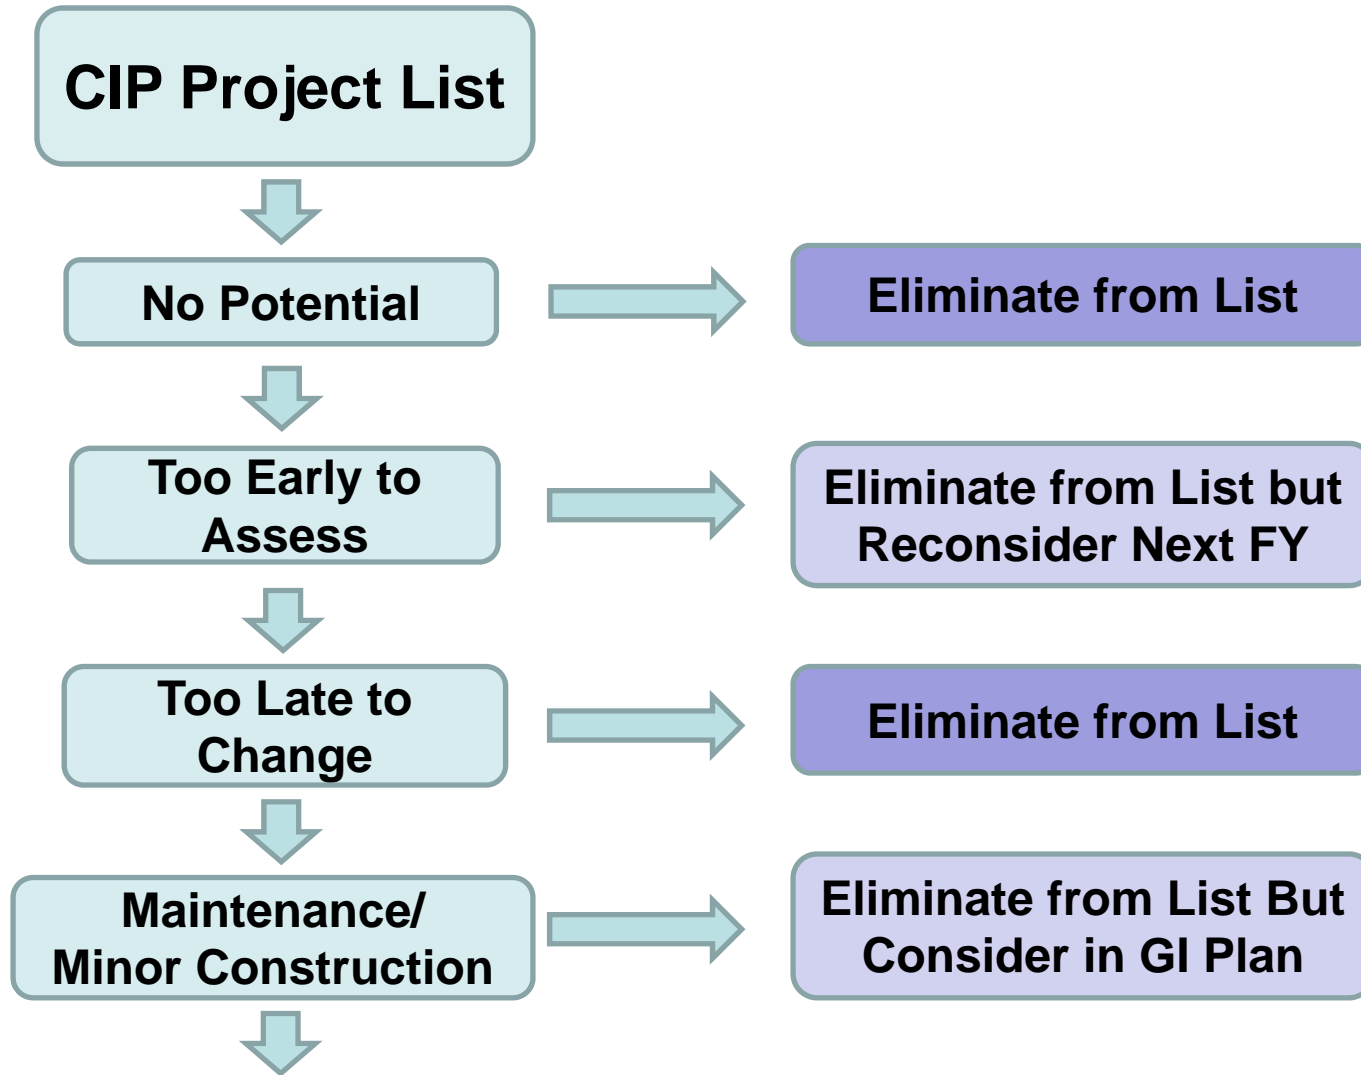 CIP Project List
No Potential
Eliminate from List
Too Early to
Assess
Eliminate from List but
Reconsider Next FY
Too Late to
Change
Eliminate from List
Maintenance/
Minor Construction
Eliminate from List But
Consider in GI Plan